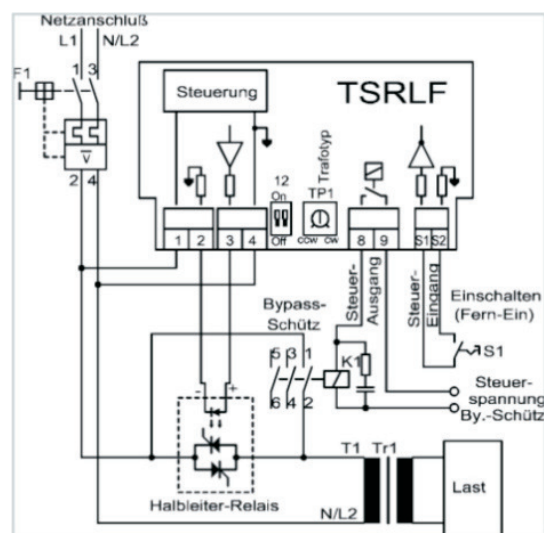 Netzanschluß
L1 N/L2
F1
1 3
V
2 4
Steuerung
TSRLF
Trafotyp
12
On
Off
TP1
ccw cw
1 2 3 4 8 9 S1 S2
Steuer-
Ausgang
Steuer-
Eingang
Einschalten
(Fern-Ein)
S1
Bypass-
Schütz
5 3 1
6 4 2
K1
Steuer-
spannung
By.-Schütz
- +
Halbleiter-Relais
T1 Tr1
N/L2
Last